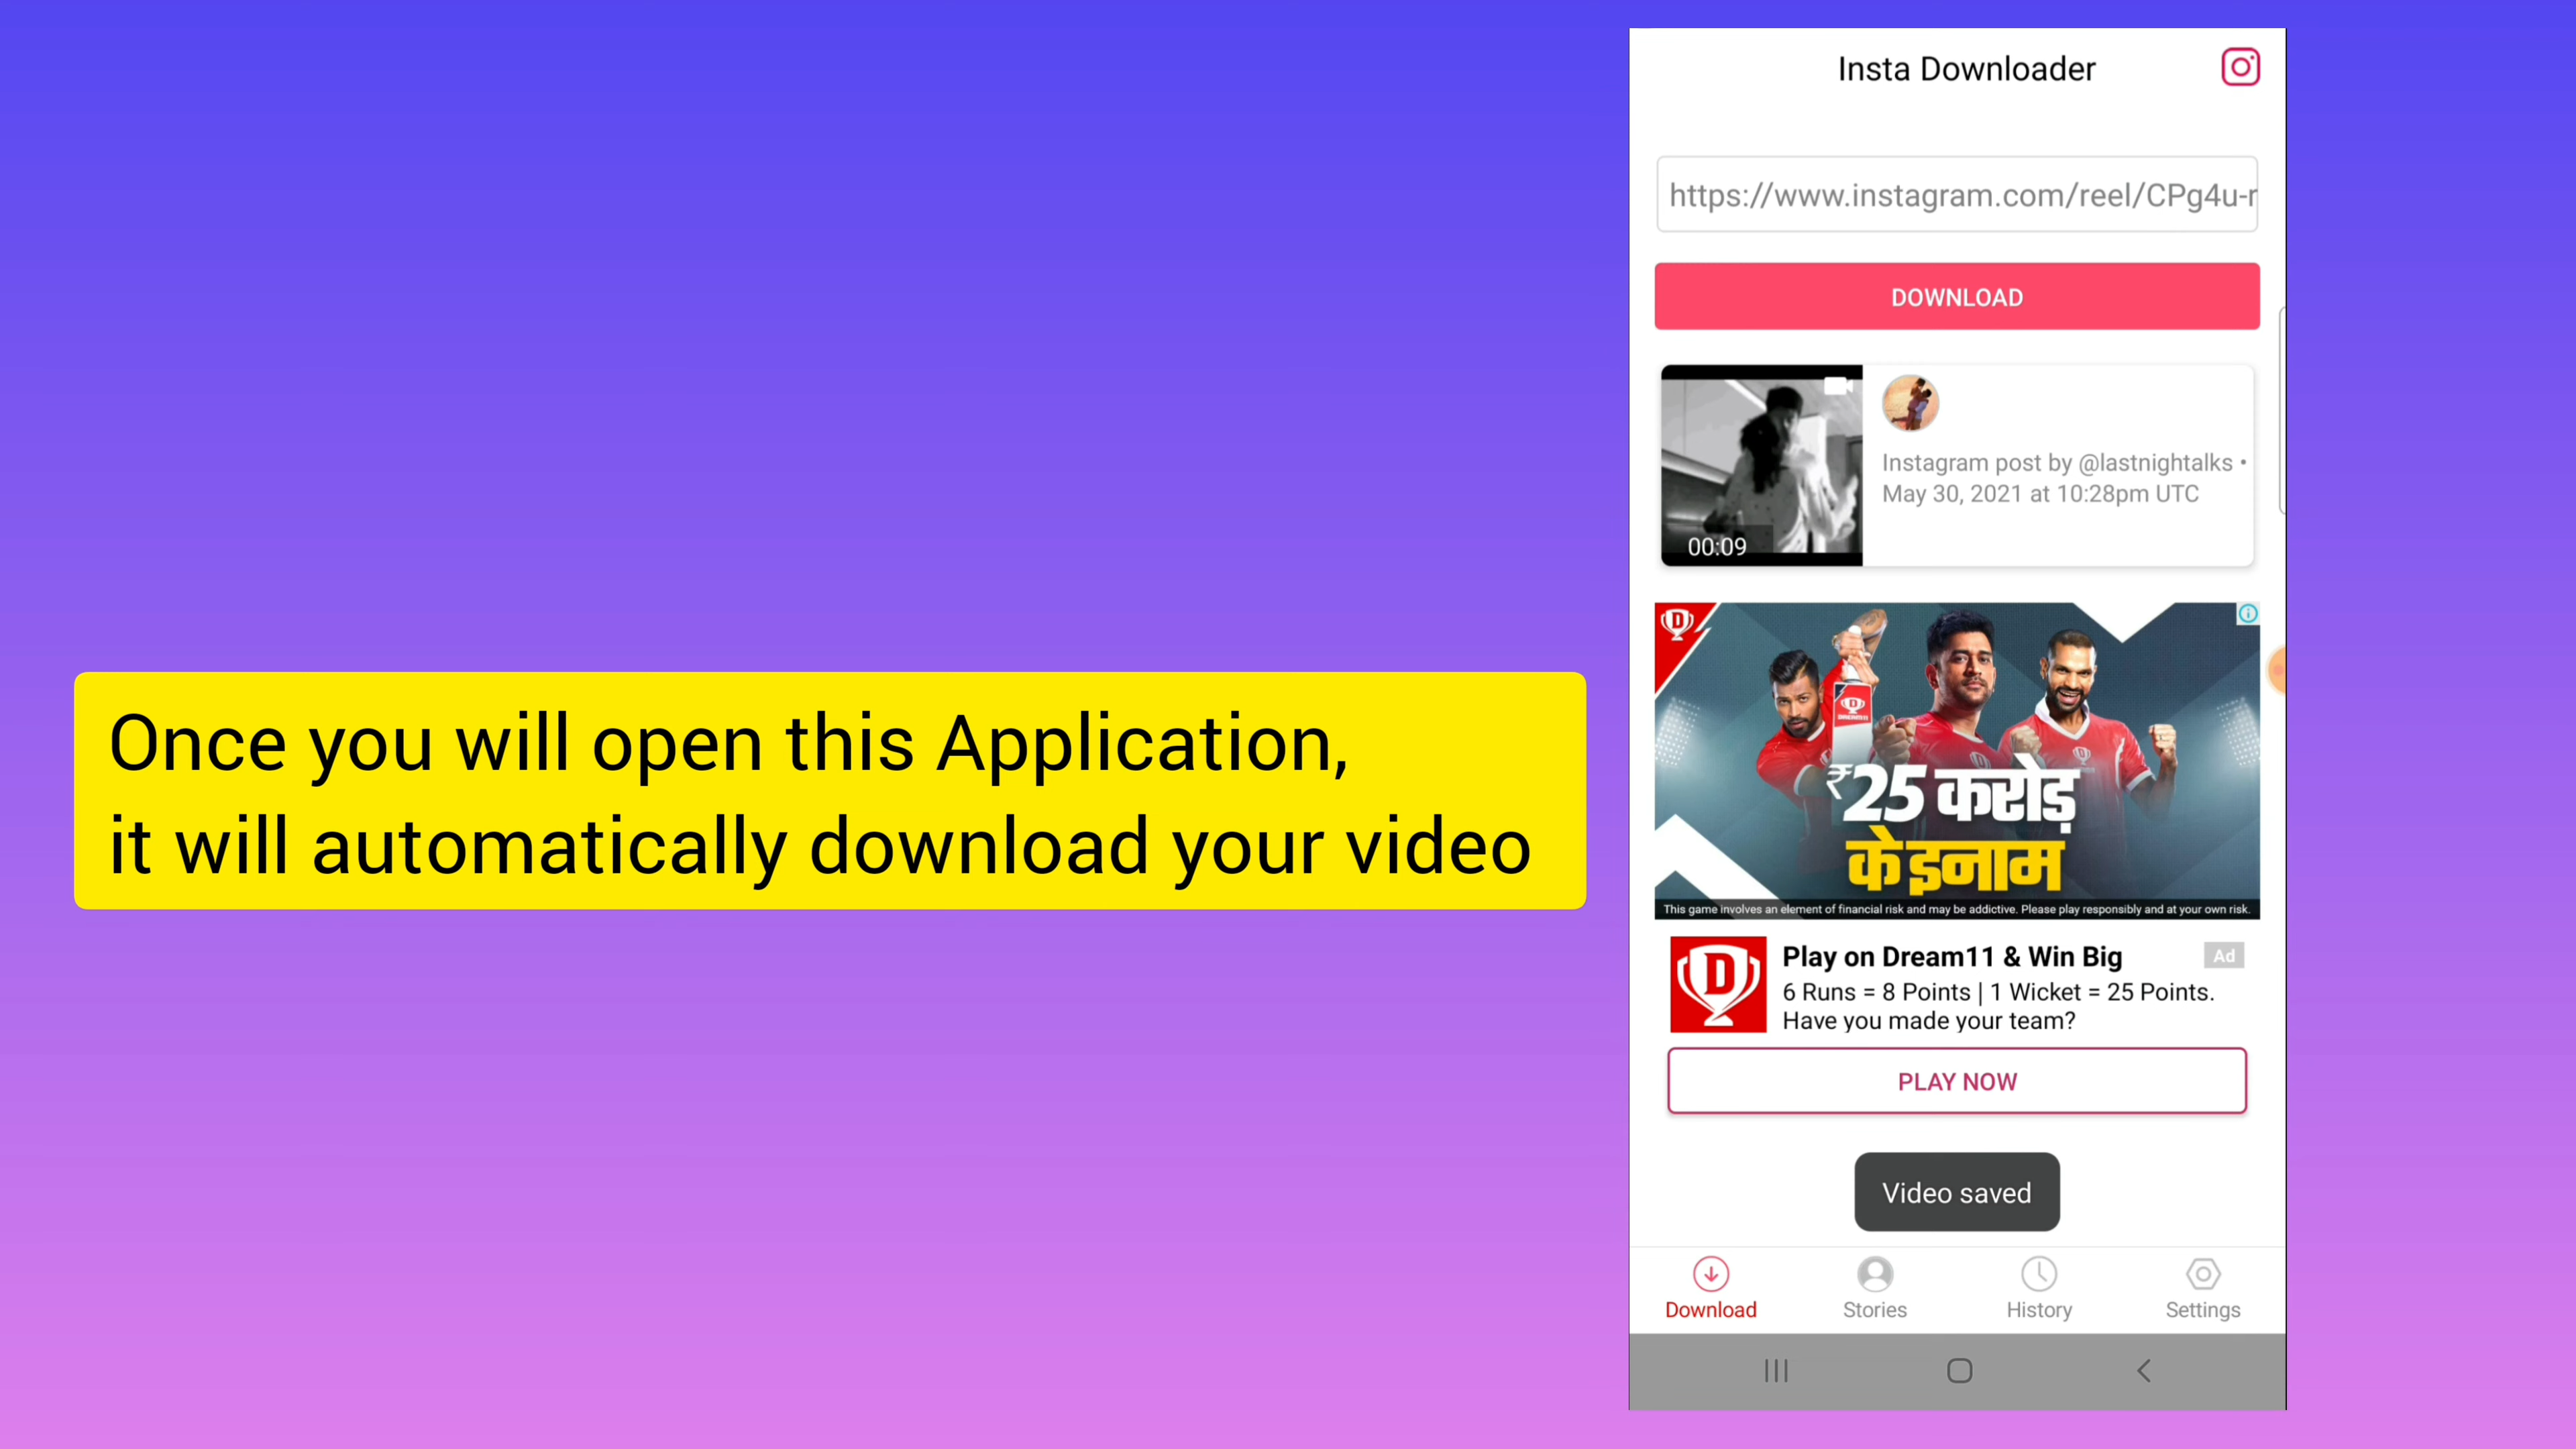 Once you will open this Application,
it will automatically download your video
Insta Downloader
https://www.instagram.com/reel/CPg4u-r
DOWNLOAD
00:09
Instagram post by @lastnightalks •
May 30, 2021 at 10:28pm UTC
D
D
₹25 करोड़
के इनाम
This game involves an element of financial risk and may be addictive. Please play responsibly and at your own risk.
D
Play on Dream11 & Win Big
Ad
6 Runs = 8 Points | 1 Wicket = 25 Points.
Have you made your team?
PLAY NOW
Video saved
Download
Stories
History
Settings